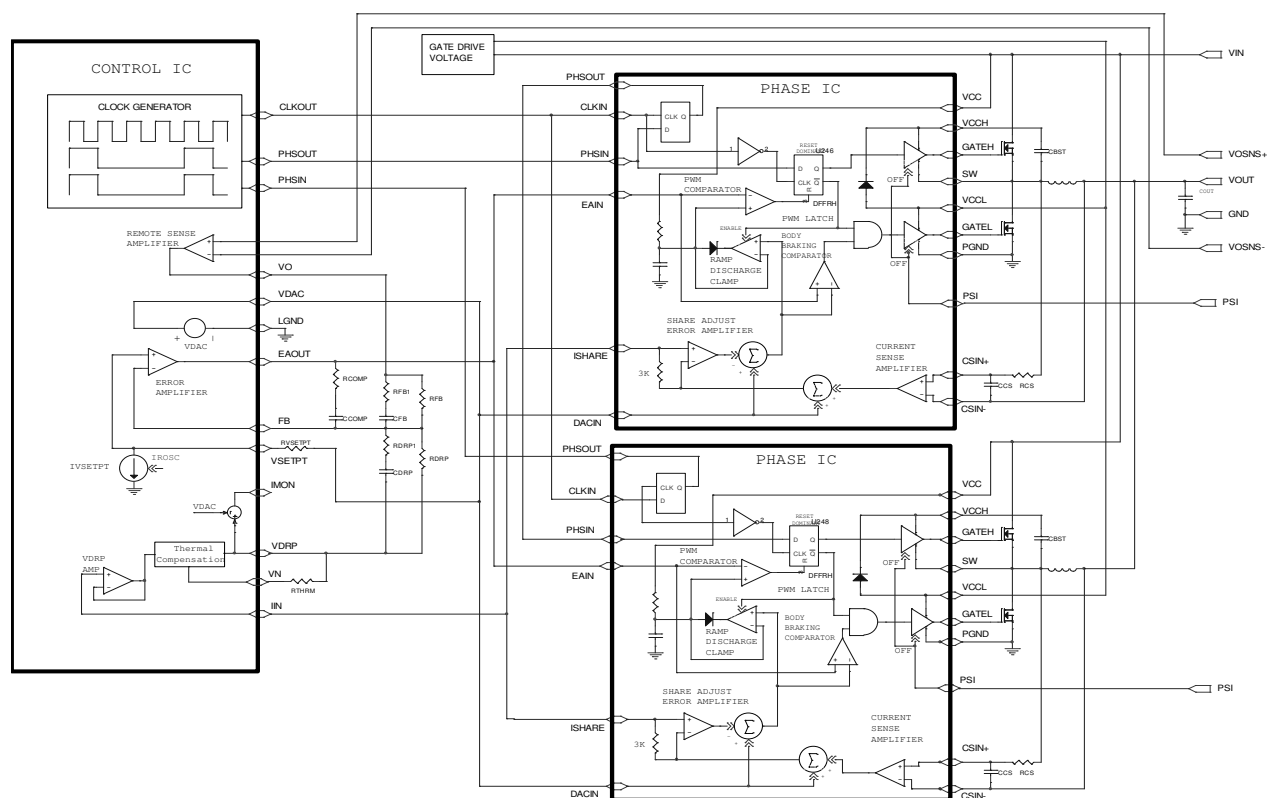 CONTROL IC
CLOCK GENERATOR
CLKOUT
PHSOUT
PHSIN
REMOTE SENSE
AMPLIFIER
+
-
VO
VDAC
LGND
+ VDAC -
EAOUT
+
-
ERROR
AMPLIFIER
FB
IROSC
IVSETPT
VSETPT
IMON
VDAC
VDRP
Thermal
Compensation
VDRP
AMP
+
-
VN
IIN
RCOMP
CCOMP
RFB1
CFB
RFB
RVSETPT
RDRP1
CDRP
RDRP
RTHRM
GATE DRIVE
VOLTAGE
PHASE IC
PHSOUT
CLKIN
PHSIN
EAIN
ISHARE
DACIN
CLK Q
D
1 2
RESET
DOMINANT
U246
D Q
CLK Q
R
DFFRH
PWM
COMPARATOR
-
+
PWM LATCH
ENABLE
+
-
RAMP
DISCHARGE
CLAMP
BODY
BRAKING
COMPARATOR
+ -
OFF
OFF
SHARE ADJUST
ERROR AMPLIFIER
+
-
3K
Σ
- +
Σ
+ +
CURRENT
SENSE
AMPLIFIER
+
-
VCC
VCCH
GATEH
SW
VCCL
GATEL
PGND
PSI
CSIN+
CSIN-
CBST
CCS RCS
COUT
VIN
VOSNS+
VOUT
GND
VOSNS-
PSI
PHASE IC
PHSOUT
CLKIN
PHSIN
EAIN
ISHARE
DACIN
CLK Q
D
1 2
RESET
DOMINANT
U248
D Q
CLK Q
R
DFFRH
PWM
COMPARATOR
-
+
PWM LATCH
ENABLE
+
-
RAMP
DISCHARGE
CLAMP
BODY
BRAKING
COMPARATOR
+ -
OFF
OFF
SHARE ADJUST
ERROR AMPLIFIER
+
-
3K
Σ
- +
Σ
+ +
CURRENT
SENSE
AMPLIFIER
+
-
VCC
VCCH
GATEH
SW
VCCL
GATEL
PGND
PSI
CSIN+
CSIN-
CBST
CCS RCS
PSI